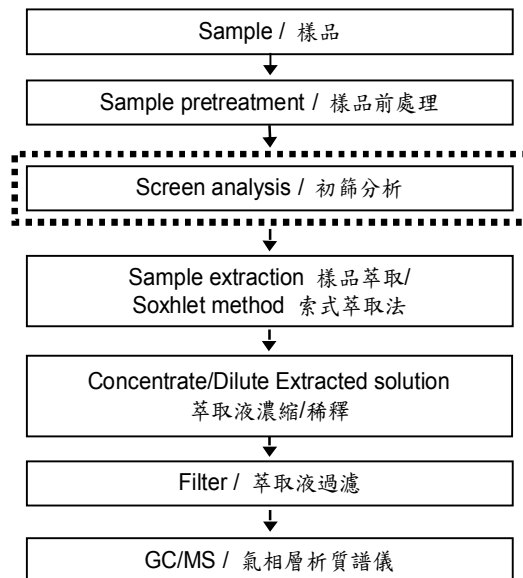 Sample / 樣品
Sample pretreatment / 樣品前處理
Screen analysis / 初篩分析
Sample extraction 樣品萃取/
Soxhlet method 索式萃取法
Concentrate/Dilute Extracted solution
萃取液濃縮/稀釋
Filter / 萃取液過濾
GC/MS / 氣相層析質譜儀